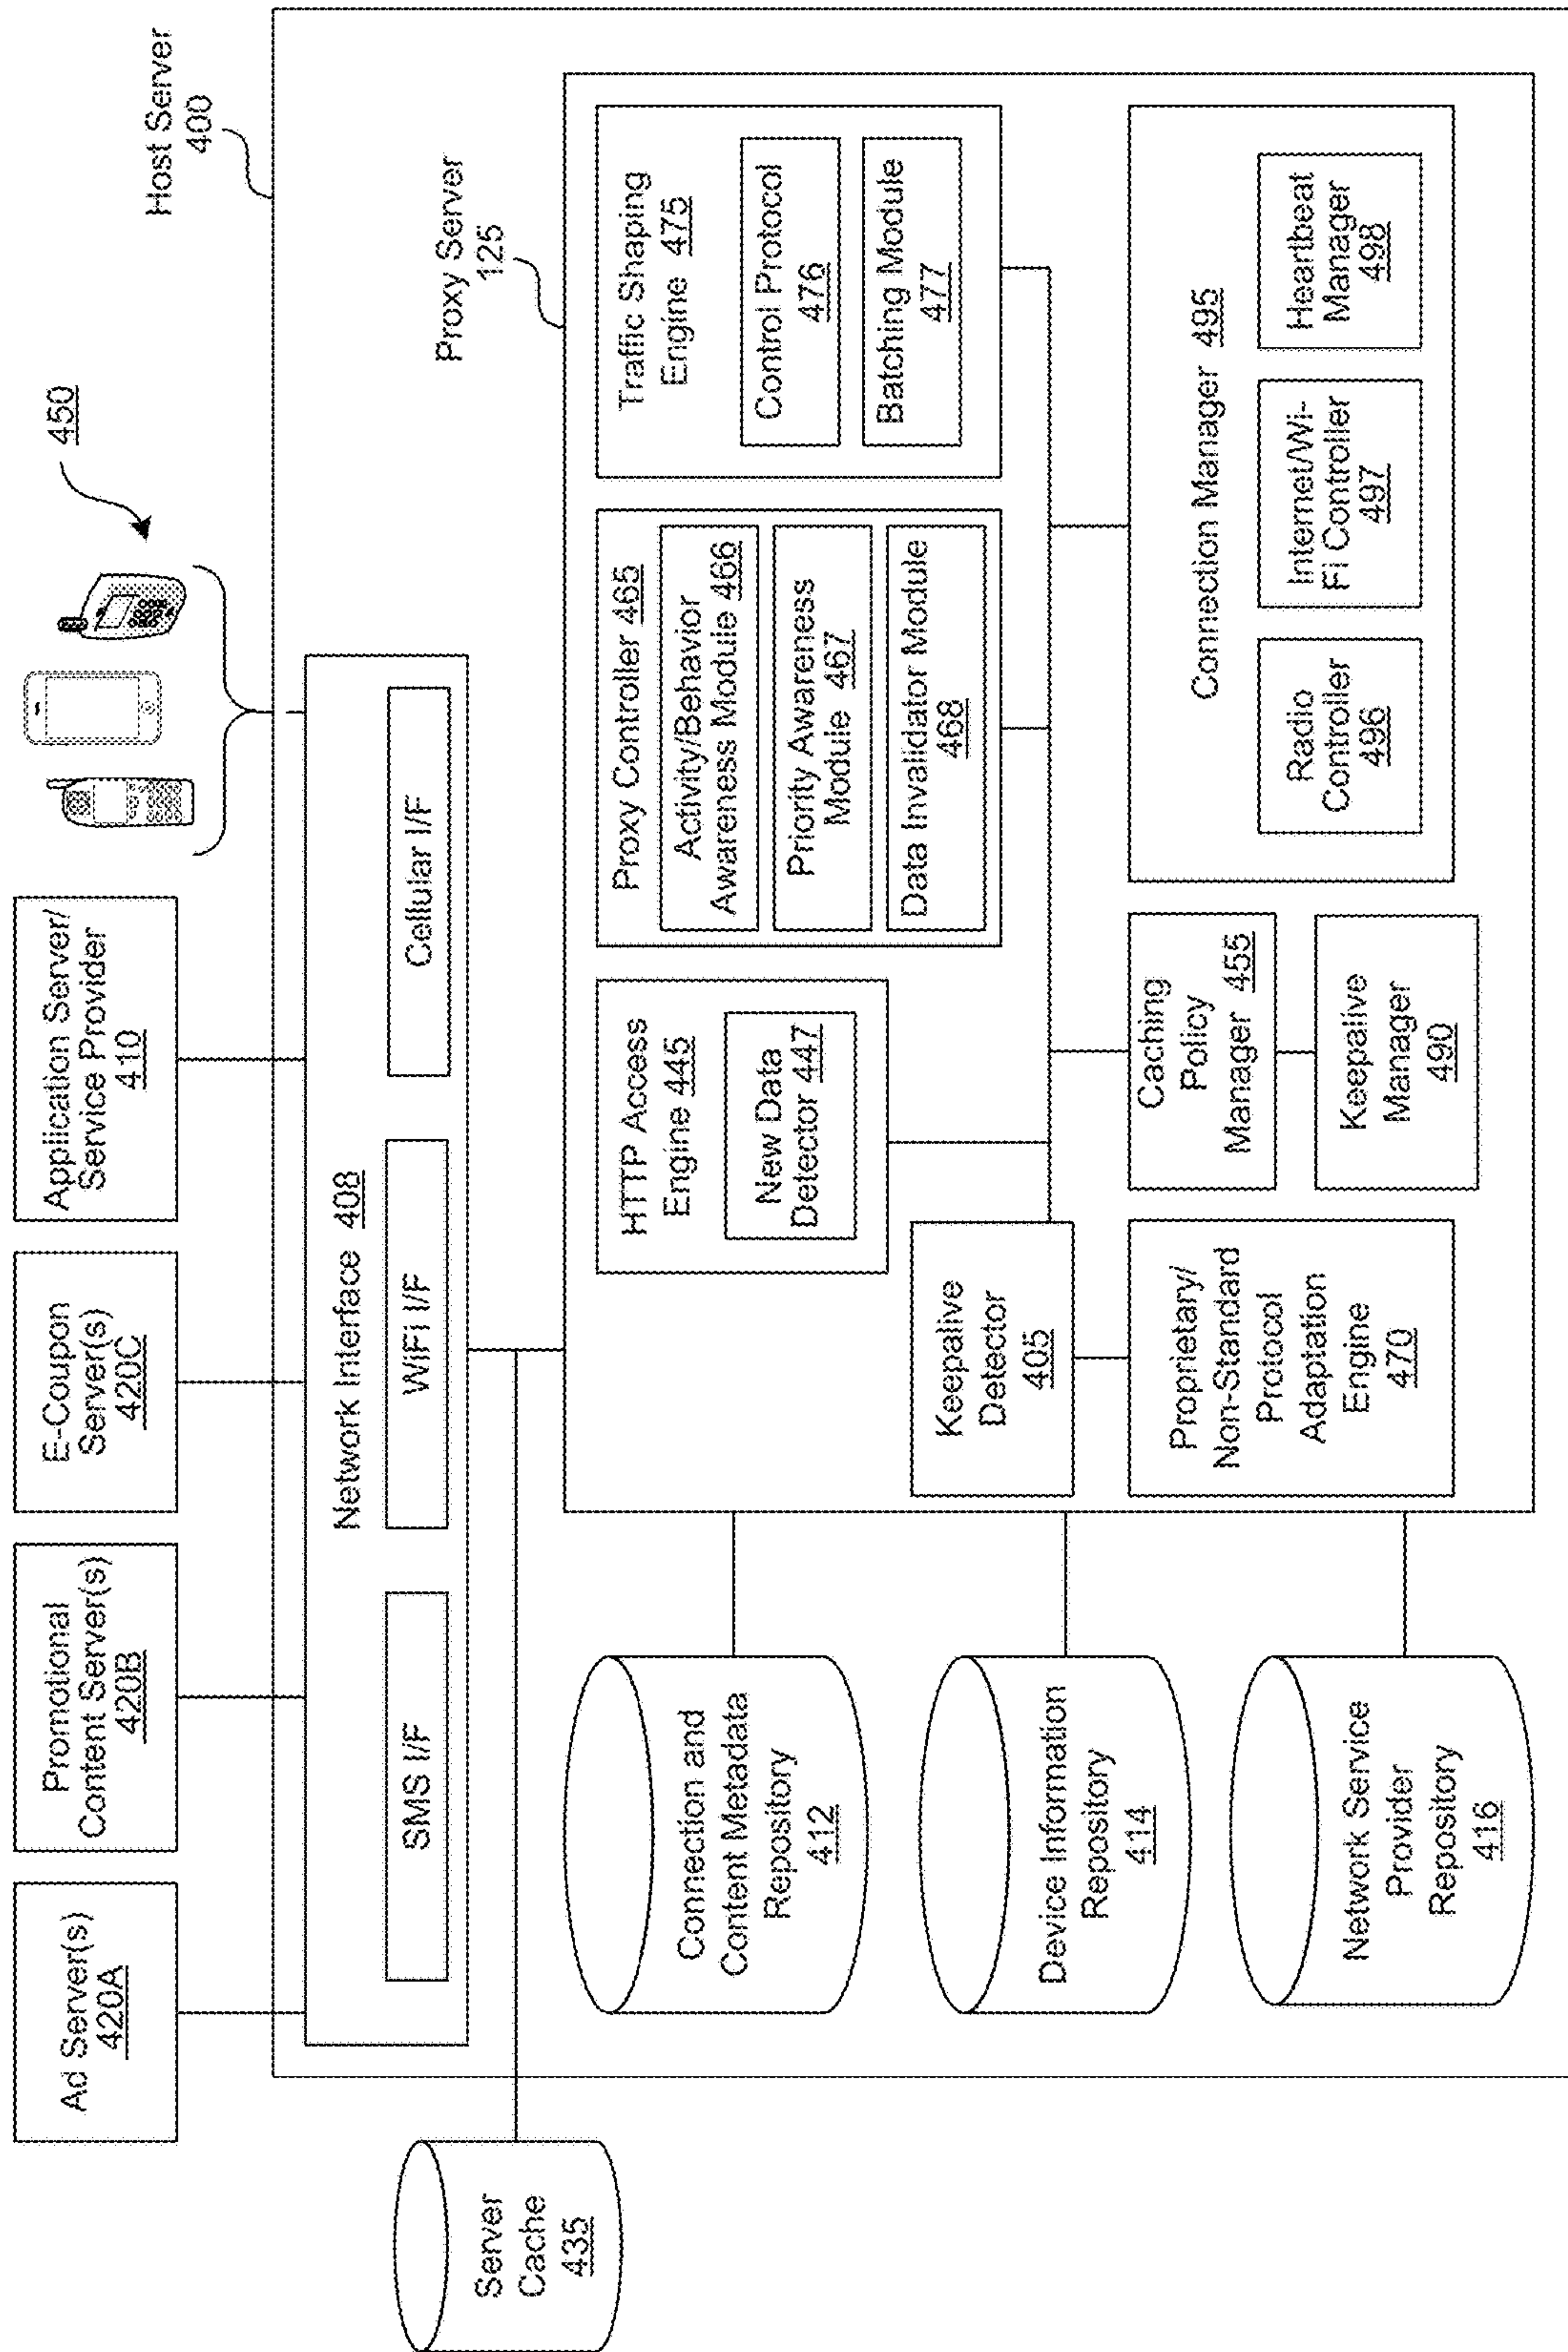 Ad Server(s)
420A
Promotional
Content Server(s)
420B
E-Coupon
Server(s)
420C
Application Server/
Service Provider
410
450
Host Server
400
Network Interface 408
SMS I/F
WiFi I/F
Cellular I/F
Server
Cache
435
Proxy Server
125
Connection and
Content Metadata
Repository
412
Device Information
Repository
414
Network Service
Provider
Repository
416
HTTP Access
Engine 445
New Data
Detector 447
Proxy Controller 465
Activity/Behavior
Awareness Module 466
Priority Awareness
Module 467
Data Invalidator Module
468
Traffic Shaping
Engine 475
Control Protocol
476
Batching Module
477
Keepalive
Detector
405
Proprietary/
Non-Standard
Protocol
Adaptation
Engine
470
Caching
Policy
Manager 455
Keepalive
Manager
490
Connection Manager 495
Radio
Controller
496
Internet/Wi-
Fi Controller
497
Heartbeat
Manager
498